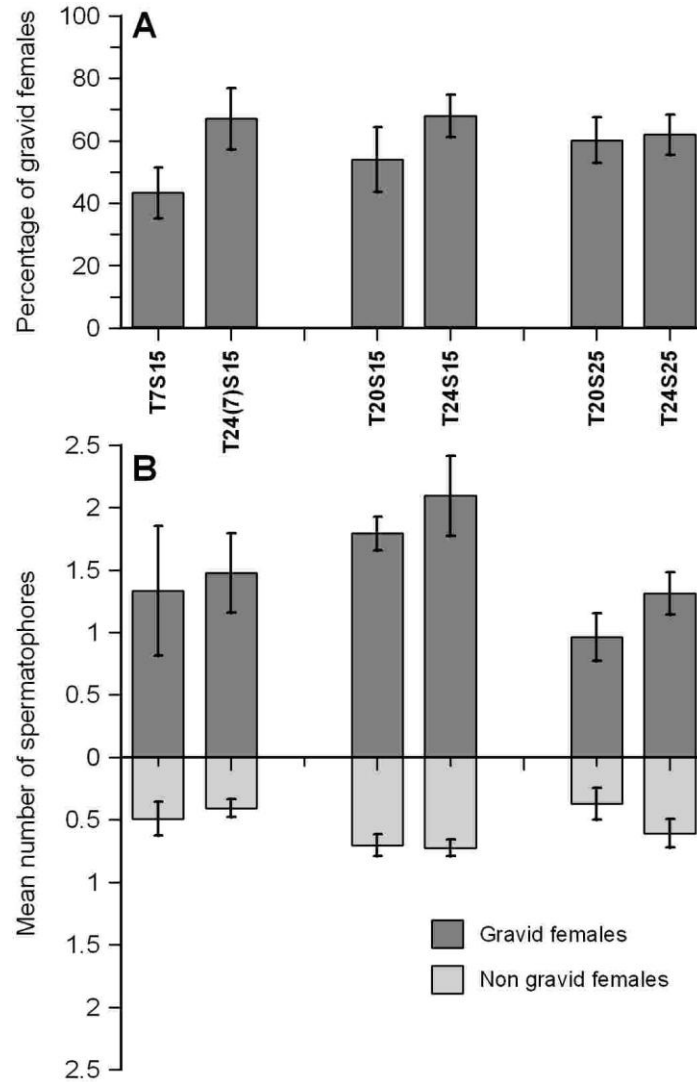 A
Percentage of gravid females
100
80
60
40
20
0
T7S15
T24(7)S15
T20S15
T24S15
T20S25
T24S25
B
Mean number of spermatophores
2.5
2
1.5
1
0.5
0
0.5
1
1.5
2
2.5
Gravid females
Non gravid females